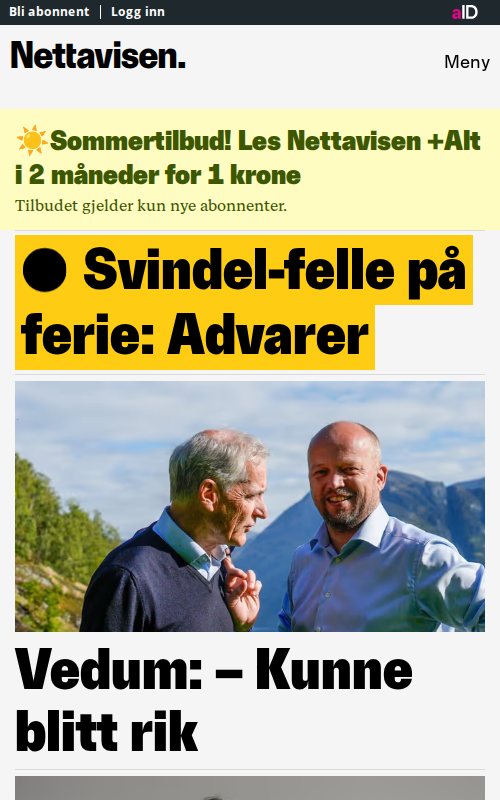 Bli abonnent | Logg inn
aID
Nettavisen.
Meny
☀️Sommertilbud! Les Nettavisen +Alt
i 2 måneder for 1 krone
Tilbudet gjelder kun nye abonnenter.
● Svindel-felle på
ferie: Advarer
Vedum: – Kunne
blitt rik